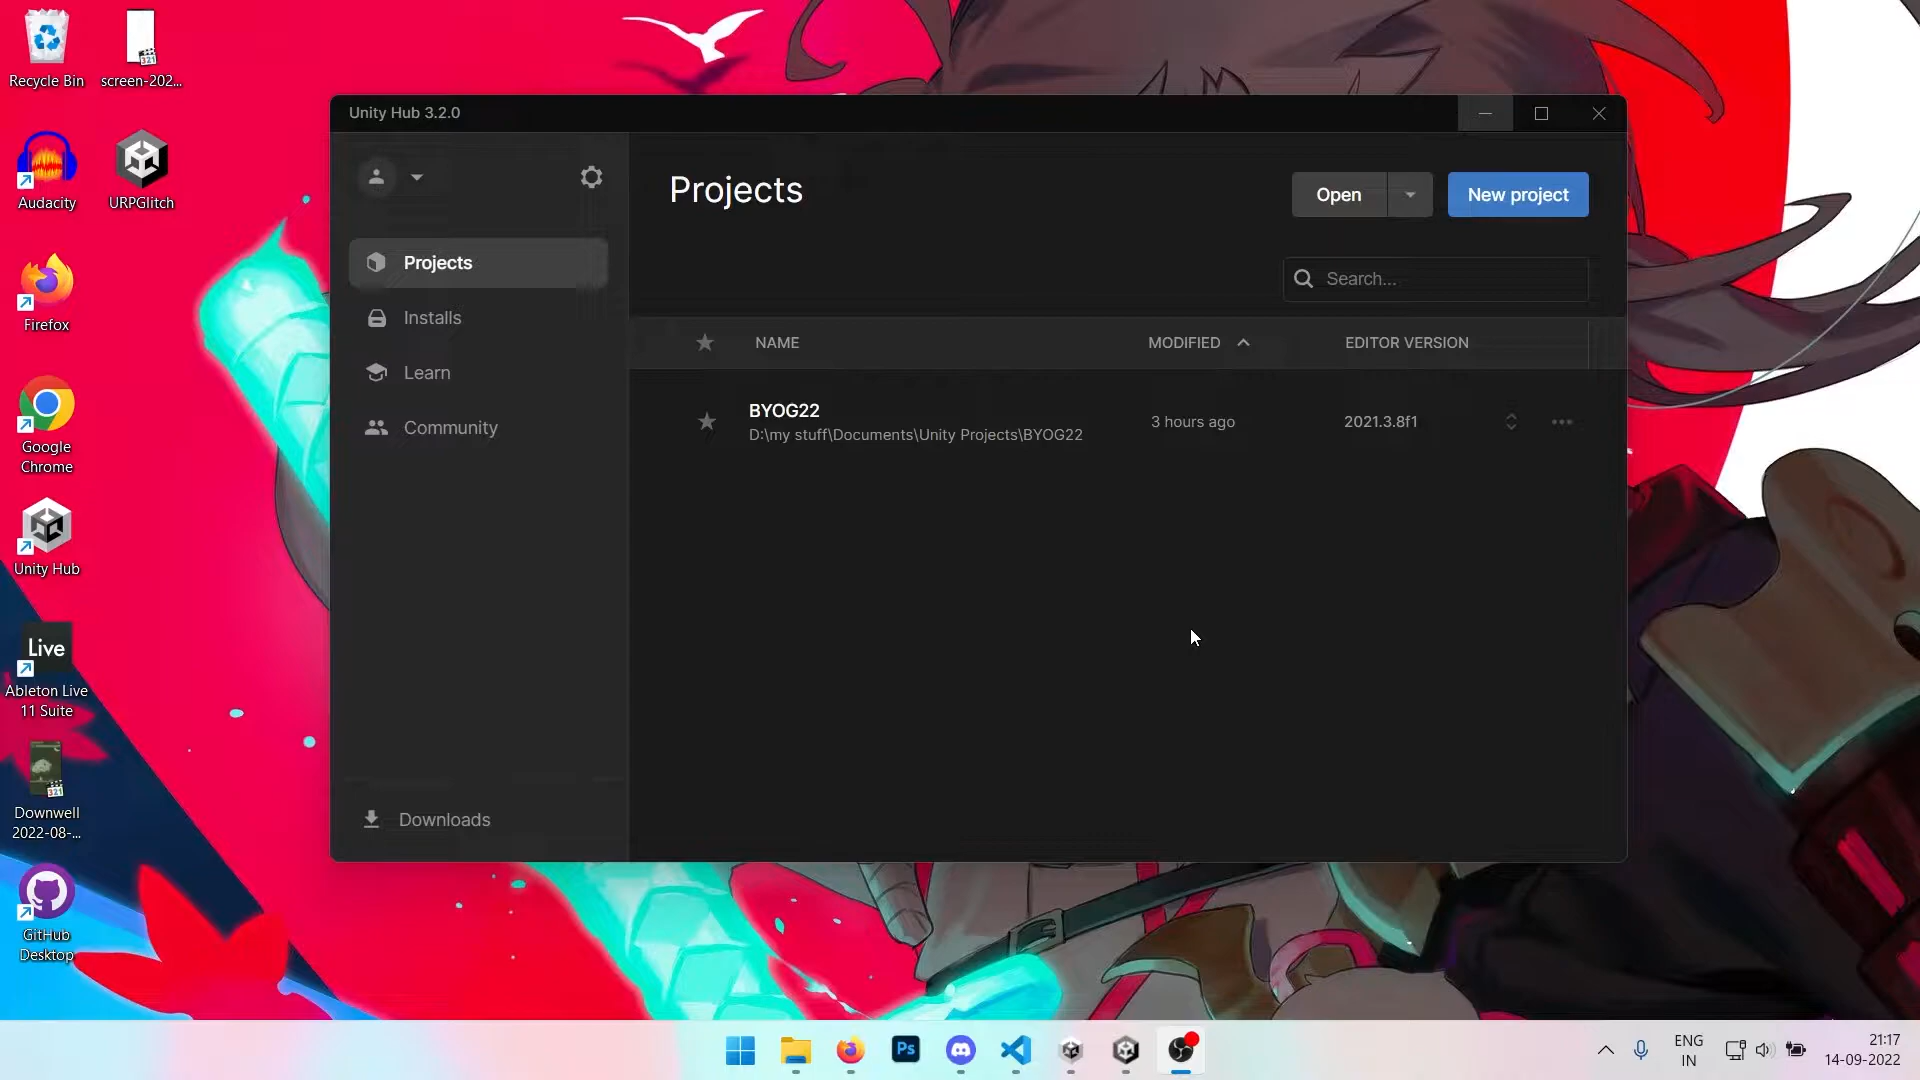 Recycle Bin
screen-202...
Audacity
URPGlitch
Firefox
Google
Chrome
Unity Hub
Live
Ableton Live
11 Suite
Downwell
2022-08-...
GitHub
Desktop
Unity Hub 3.2.0
Projects
Installs
Learn
Community
Downloads
Projects
Open
New project
Search...
NAME
MODIFIED
EDITOR VERSION
BYOG22
D:\my stuff\Documents\Unity Projects\BYOG22
3 hours ago
2021.3.8f1
Ps
ENG
IN
21:17
14-09-2022